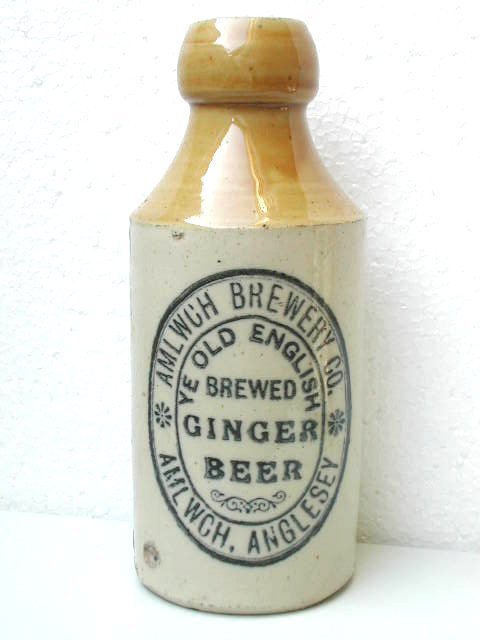 AMLWCH BREWERY CO.
YE OLD ENGLISH
BREWED
GINGER
BEER
AMLWCH, ANGLESEY